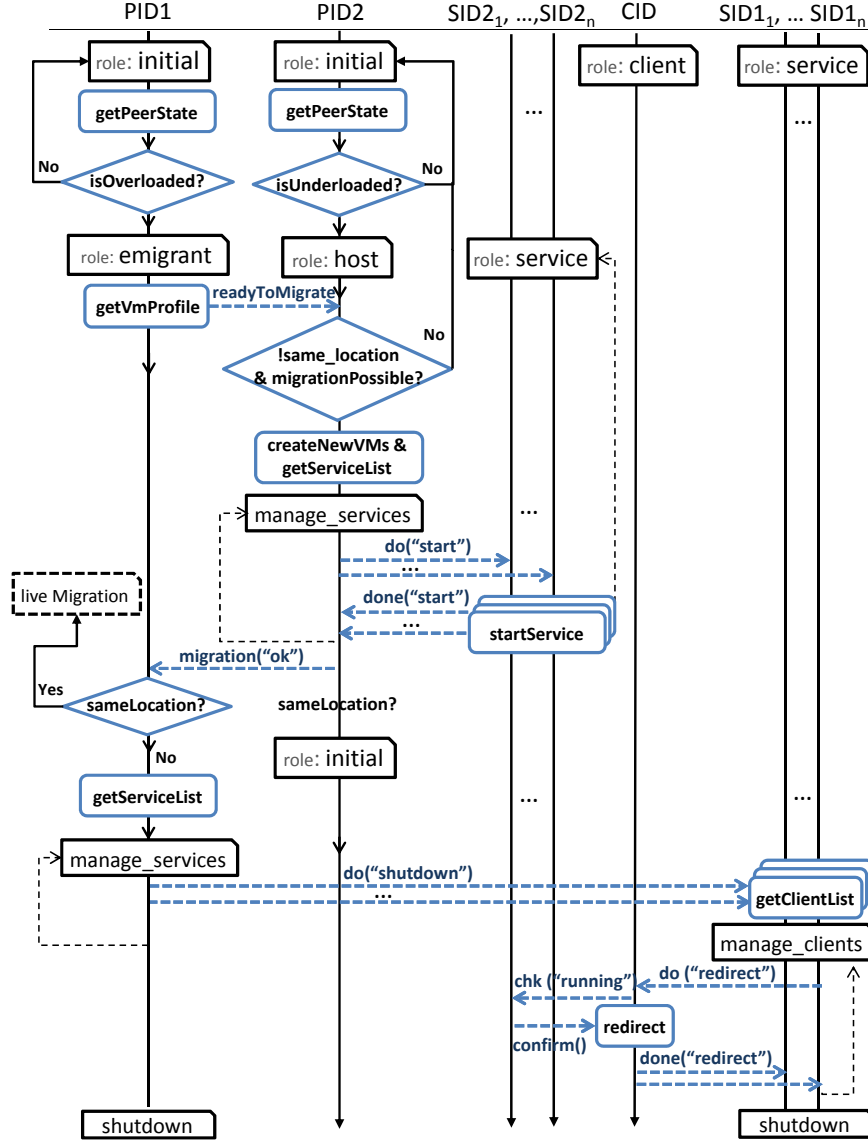 PID1 PID2 SID2₁, ...,SID2ₙ CID SID1₁, ... SID1ₙ
role: initial role: initial role: client role: service
getPeerState getPeerState ... ...
No No
isOverloaded? isUnderloaded?
role: emigrant role: host role: service
getVmProfile readyToMigrate
No
!same_location
& migrationPossible?
createNewVMs &
getServiceList
manage_services ...
do("start")
...
live Migration done("start")
... startService
migration("ok")
Yes
sameLocation? sameLocation?
No role: initial
getServiceList ... ...
manage_services
do("shutdown")
... getClientList
manage_clients
chk ("running") do ("redirect")
redirect
confirm()
done("redirect")
shutdown shutdown